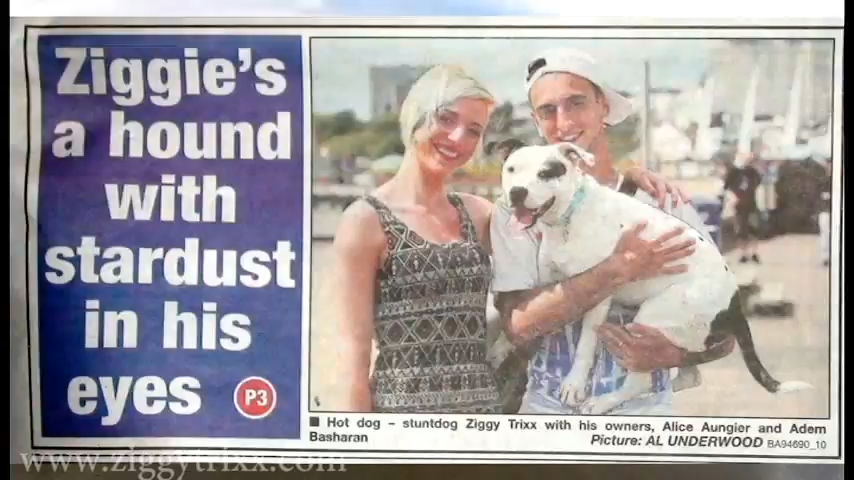 Ziggie's
a hound
with
stardust
in his
eyes P3
■ Hot dog – stuntdog Ziggy Trixx with his owners, Alice Aungier and Adem
Basharan
Picture: AL UNDERWOOD BA94690_10
www.ziggytrixx.com